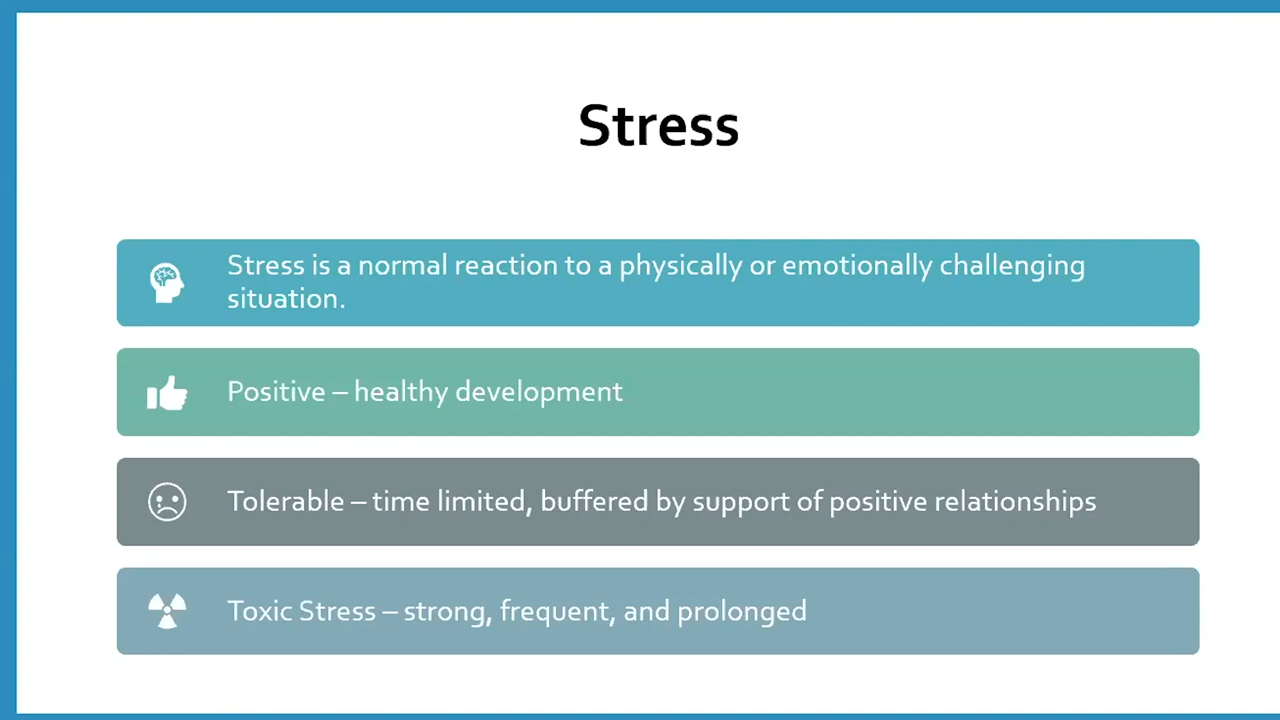 Stress
Stress is a normal reaction to a physically or emotionally challenging
situation.
Positive – healthy development
Tolerable – time limited, buffered by support of positive relationships
Toxic Stress – strong, frequent, and prolonged